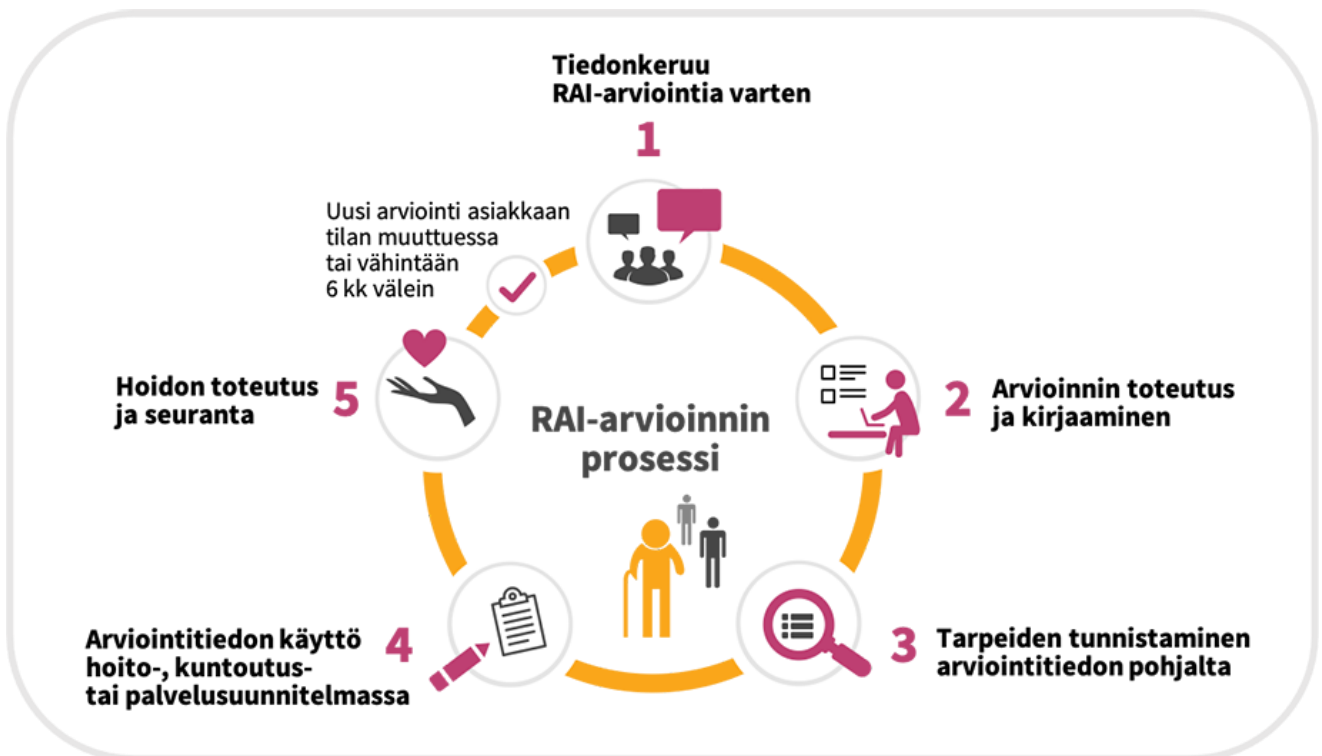 Tiedonkeruu
RAI-arviointia varten
1
Uusi arviointi asiakkaan
tilan muuttuessa
tai vähintään
6 kk välein
2
Arvioinnin toteutus
ja kirjaaminen
Hoidon toteutus
ja seuranta
5
RAI-arvioinnin
prosessi
3
Tarpeiden tunnistaminen
arviointitiedon pohjalta
Arviointitiedon käyttö
hoito-, kuntoutus-
tai palvelusuunnitelmassa
4